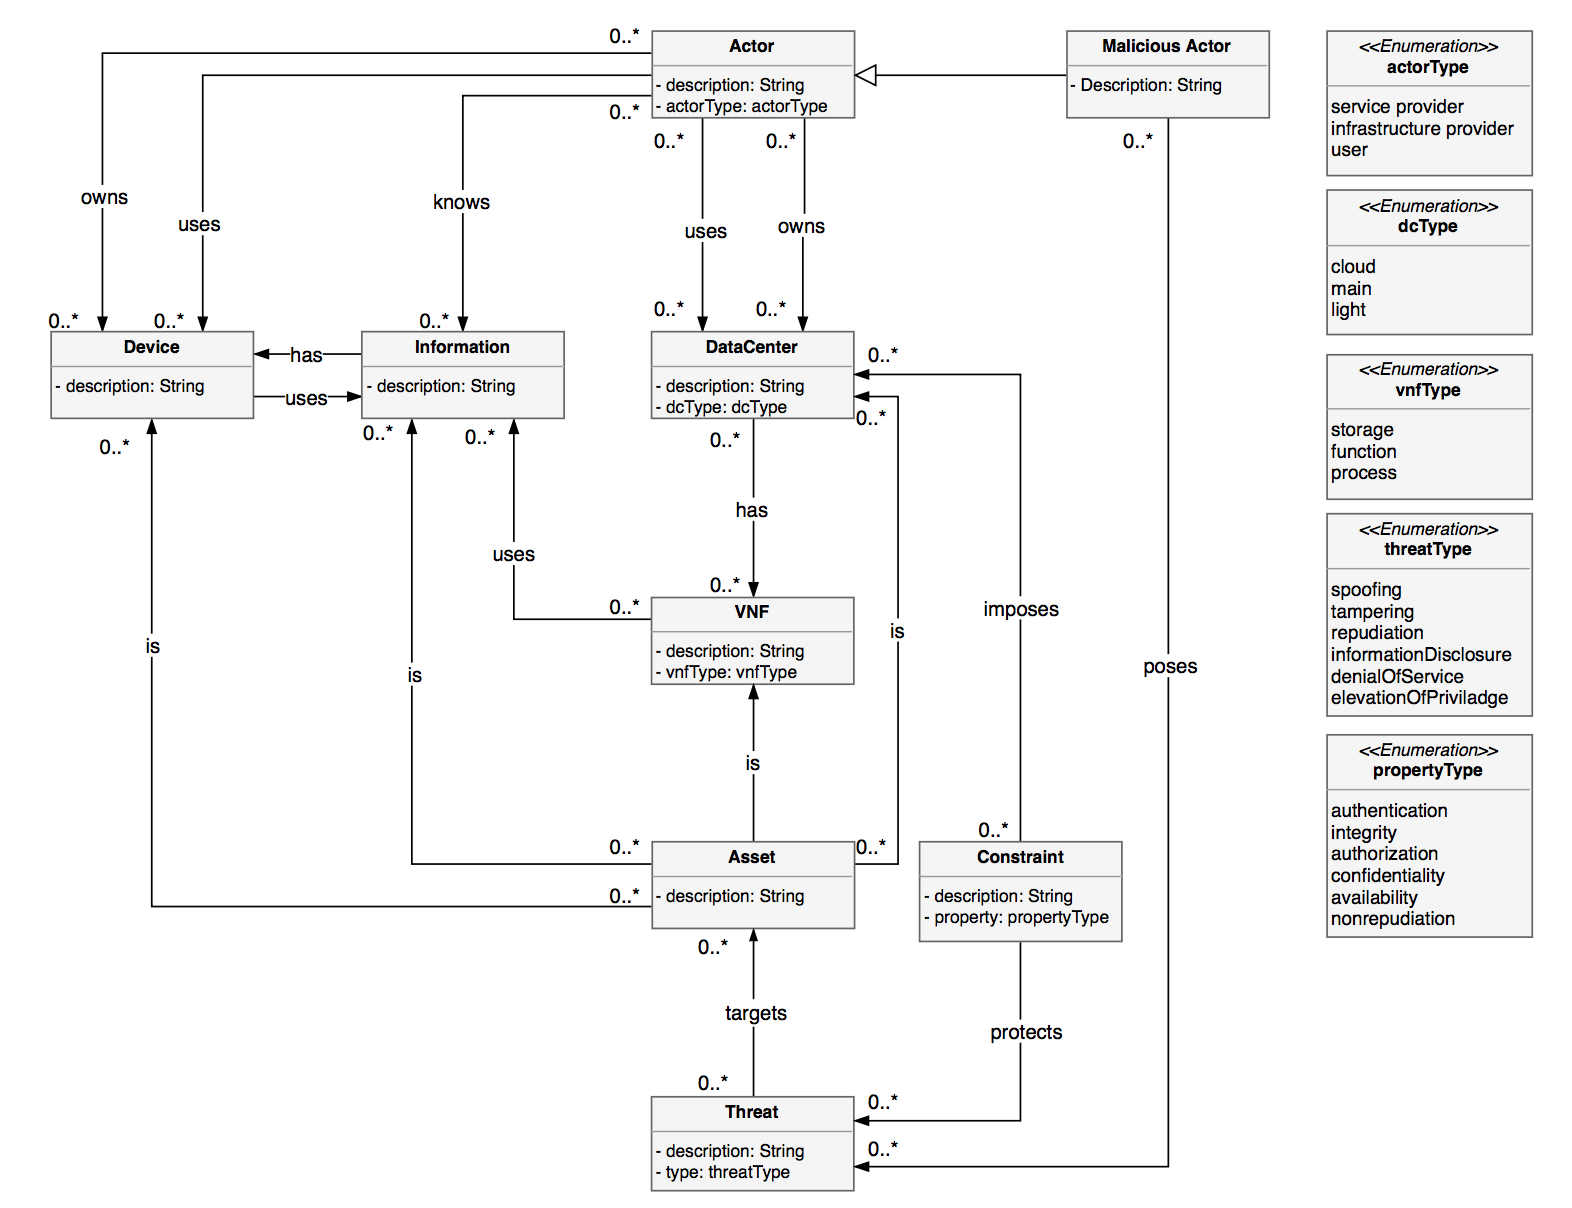 0..*
Actor
- description: String
- actorType: actorType
0..*
0..*
0..*
Malicious Actor
- Description: String
0..*
<<Enumeration>>
actorType
service provider
infrastructure provider
user
<<Enumeration>>
dcType
cloud
main
light
<<Enumeration>>
vnfType
storage
function
process
<<Enumeration>>
threatType
spoofing
tampering
repudiation
informationDisclosure
denialOfService
elevationOfPriviladge
<<Enumeration>>
propertyType
authentication
integrity
authorization
confidentiality
availability
nonrepudiation
owns
uses
knows
uses
owns
0..*
0..*
0..*
0..*
0..*
Device
- description: String
has
uses
Information
- description: String
DataCenter
- description: String
- dcType: dcType
0..*
0..*
0..*
0..*
0..*
0..*
has
uses
0..*
0..*
VNF
- description: String
- vnfType: vnfType
imposes
is
is
is
poses
is
0..*
0..*
0..*
0..*
Asset
- description: String
Constraint
- description: String
- property: propertyType
0..*
targets
protects
0..*
0..*
Threat
- description: String
- type: threatType
0..*